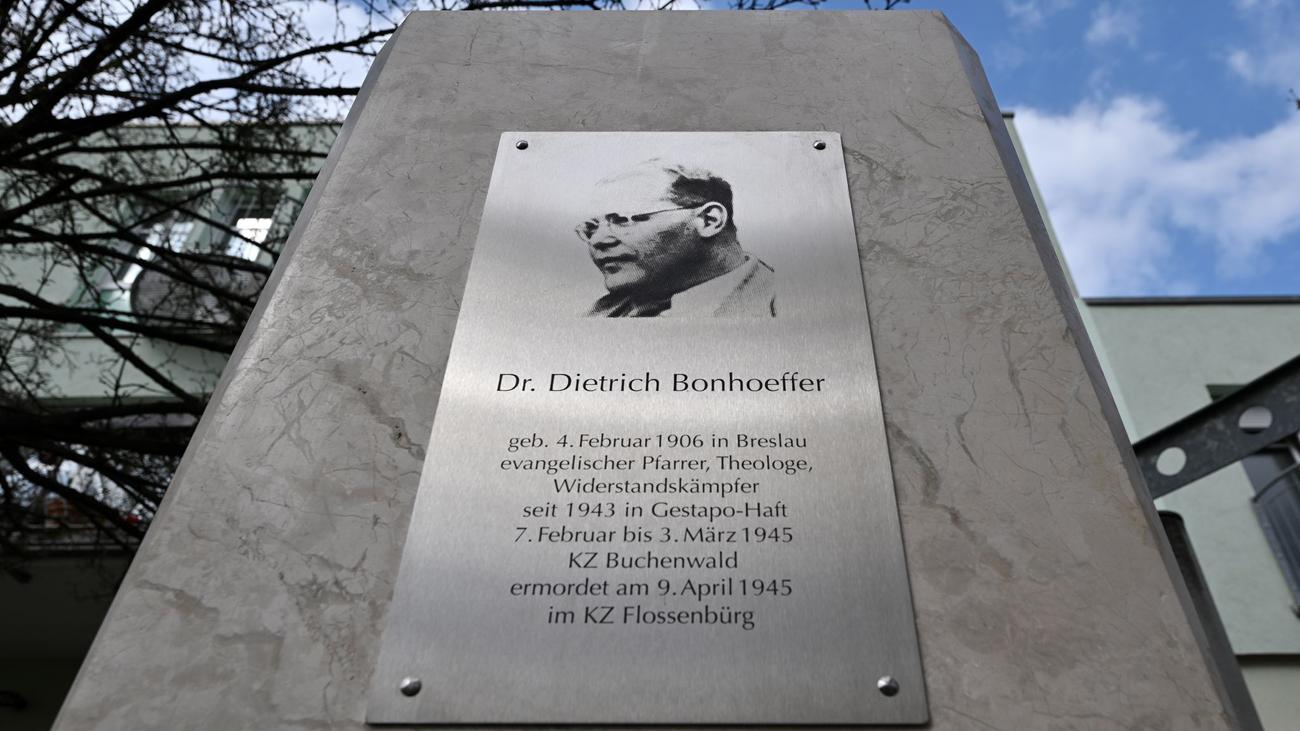 Dr. Dietrich Bonhoeffer
geb. 4. Februar 1906 in Breslau
evangelischer Pfarrer, Theologe,
Widerstandskämpfer
seit 1943 in Gestapo-Haft
7. Februar bis 3. März 1945
KZ Buchenwald
ermordet am 9. April 1945
im KZ Flossenbürg